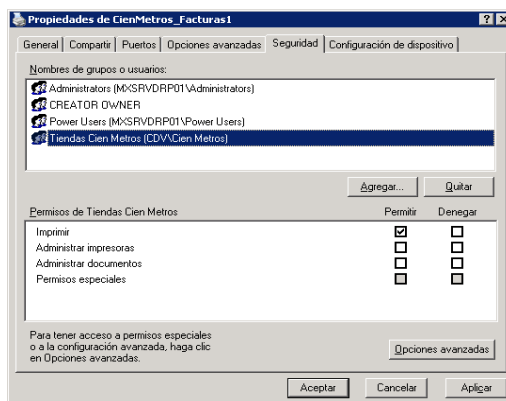 Propiedades de CienMetros_Facturas1
General Compartir Puertos Opciones avanzadas Seguridad Configuración de dispositivo
Nombres de grupos o usuarios:
Administrators (MXSRVDRP01\Administrators)
CREATOR OWNER
Power Users (MXSRVDRP01\Power Users)
Tiendas Cien Metros (CDV\Cien Metros)
Agregar... Quitar
Permisos de Tiendas Cien Metros Permitir Denegar
Imprimir
Administrar impresoras
Administrar documentos
Permisos especiales
Para tener acceso a permisos especiales
o a la configuración avanzada, haga clic
en Opciones avanzadas.
Opciones avanzadas
Aceptar Cancelar Aplicar